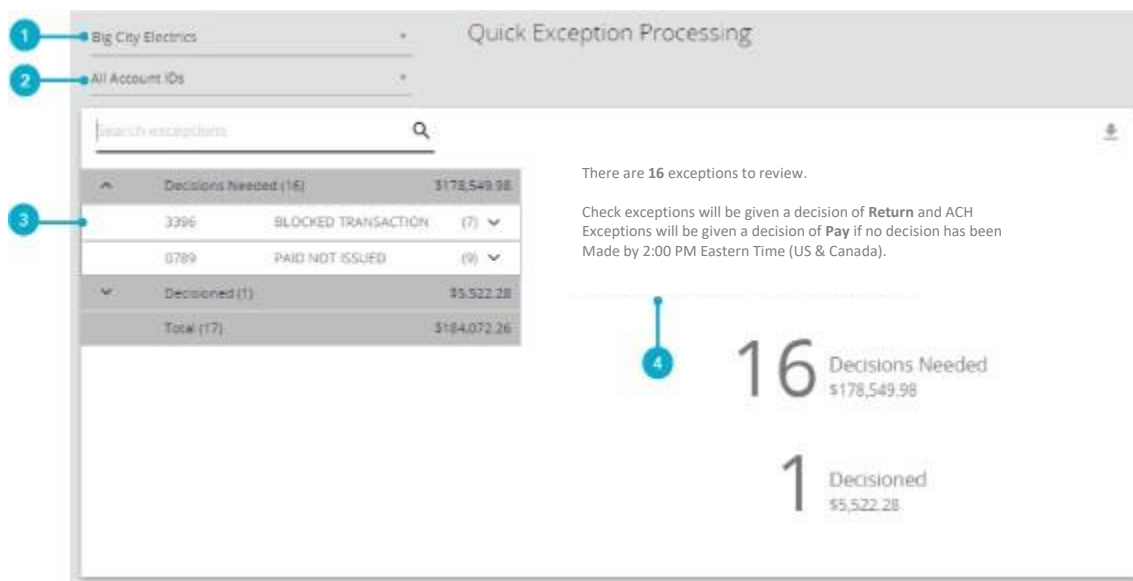 1
Big City Electrics
Quick Exception Processing
2
All Account IDs
Search exceptions
Decisions Needed (16) $178,549.98
3
3396 BLOCKED TRANSACTION (7)
0789 PAID NOT ISSUED (9)
Decisioned (1) $5,522.28
Total (17) $184,072.26
There are 16 exceptions to review.
Check exceptions will be given a decision of Return and ACH
Exceptions will be given a decision of Pay if no decision has been
Made by 2:00 PM Eastern Time (US & Canada).
4
16 Decisions Needed
$178,549.98
1 Decisioned
$5,522.28